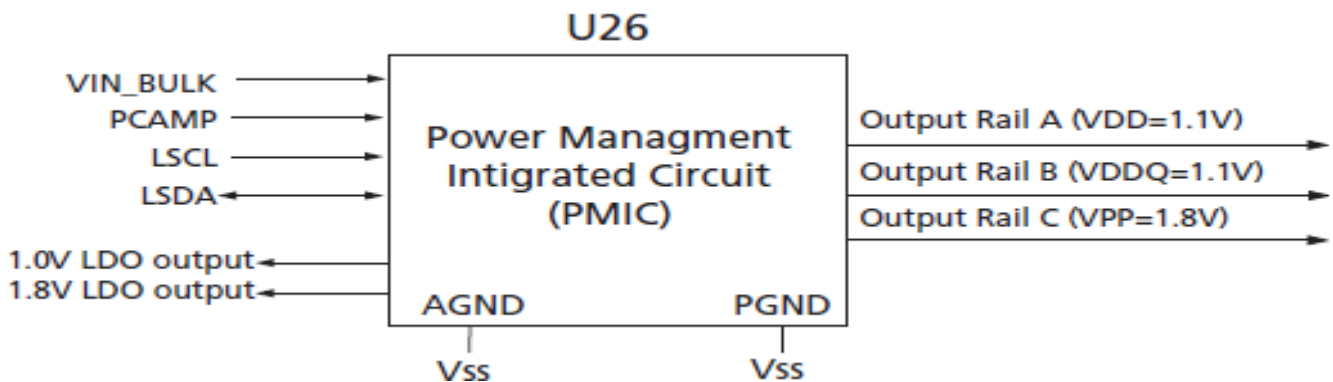 U26
VIN_BULK
PCAMP
LSCL
LSDA
1.0V LDO output
1.8V LDO output
Power Managment
Intigrated Circuit
(PMIC)
AGND
PGND
Vss
Vss
Output Rail A (VDD=1.1V)
Output Rail B (VDDQ=1.1V)
Output Rail C (VPP=1.8V)